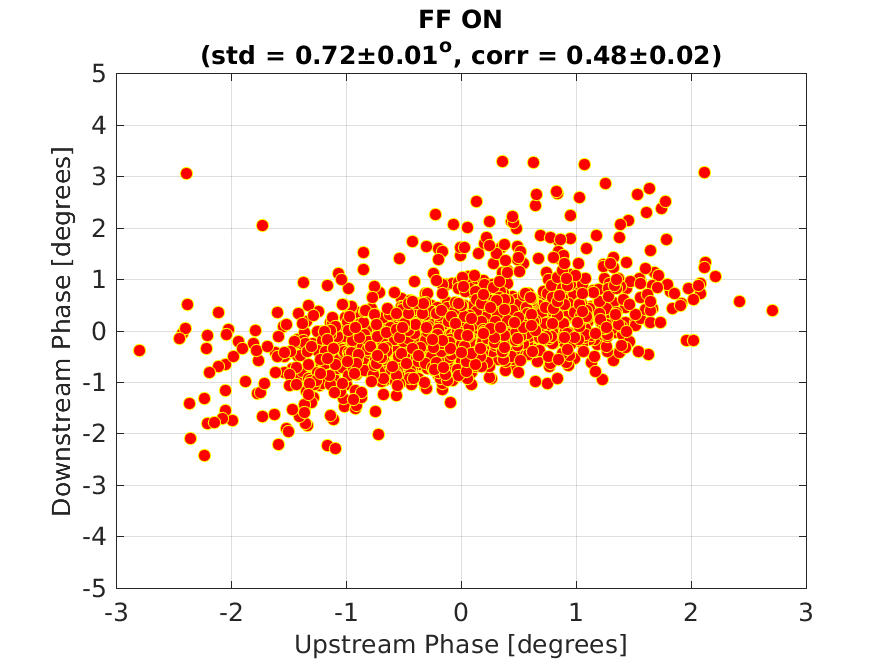 FF ON
(std = 0.72±0.01°, corr = 0.48±0.02)
5
4
3
2
1
0
-1
-2
-3
-4
-5
Downstream Phase [degrees]
-3 -2 -1 0 1 2 3
Upstream Phase [degrees]